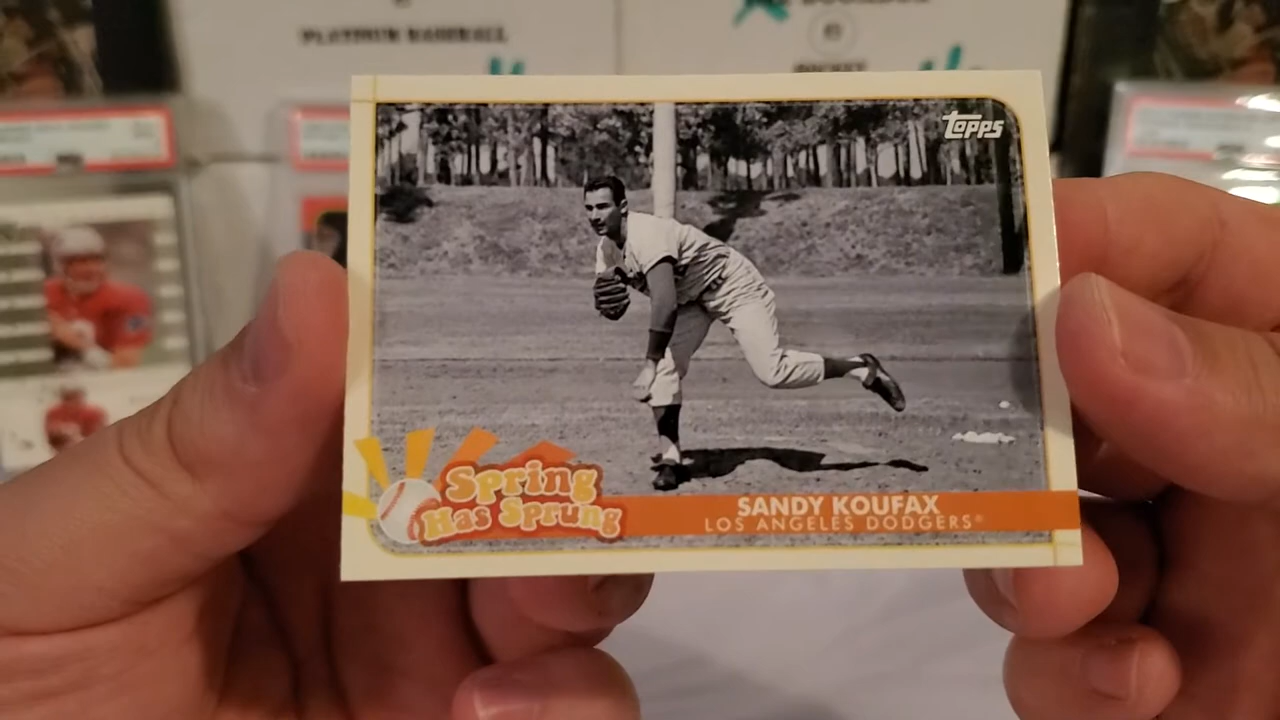 PLATINUM BASEBALL
Topps
Spring
Has Sprung
SANDY KOUFAX
LOS ANGELES DODGERS®